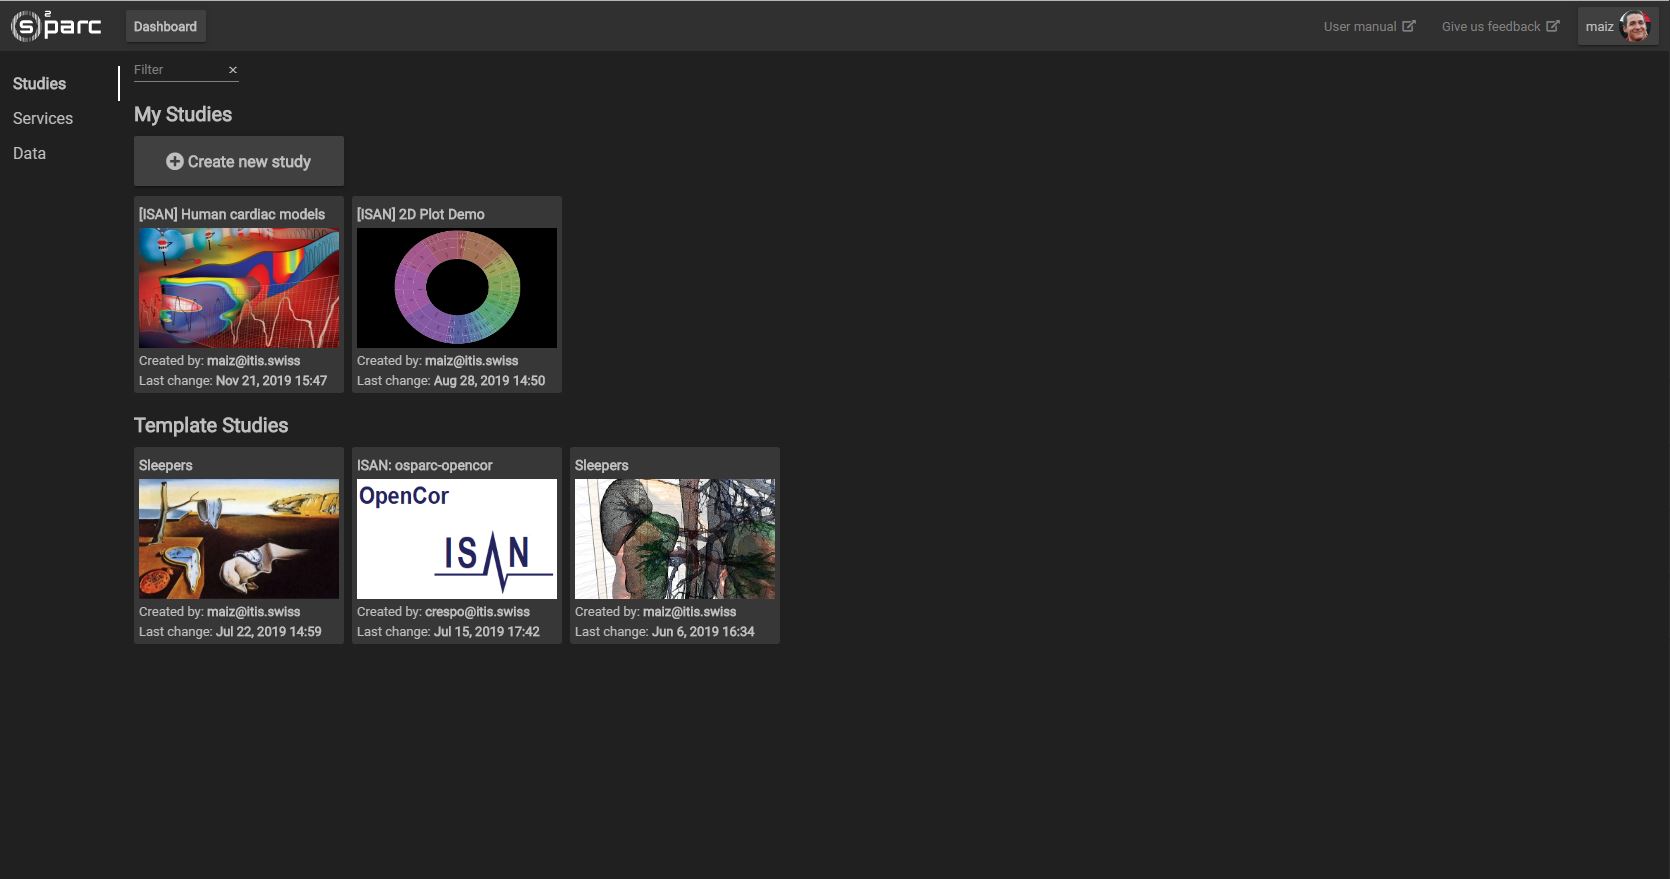 s²parc
Dashboard
User manual
Give us feedback
maiz
Studies
Services
Data
Filter
My Studies
Create new study
[ISAN] Human cardiac models
Created by: maiz@itis.swiss
Last change: Nov 21, 2019 15:47
[ISAN] 2D Plot Demo
Created by: maiz@itis.swiss
Last change: Aug 28, 2019 14:50
Template Studies
Sleepers
Created by: maiz@itis.swiss
Last change: Jul 22, 2019 14:59
ISAN: osparc-opencor
OpenCor
ISAN
Created by: crespo@itis.swiss
Last change: Jul 15, 2019 17:42
Sleepers
Created by: maiz@itis.swiss
Last change: Jun 6, 2019 16:34